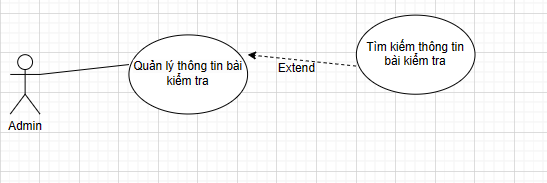 Tìm kiếm thông tin
bài kiểm tra
Quản lý thông tin bài
kiểm tra
Extend
Admin